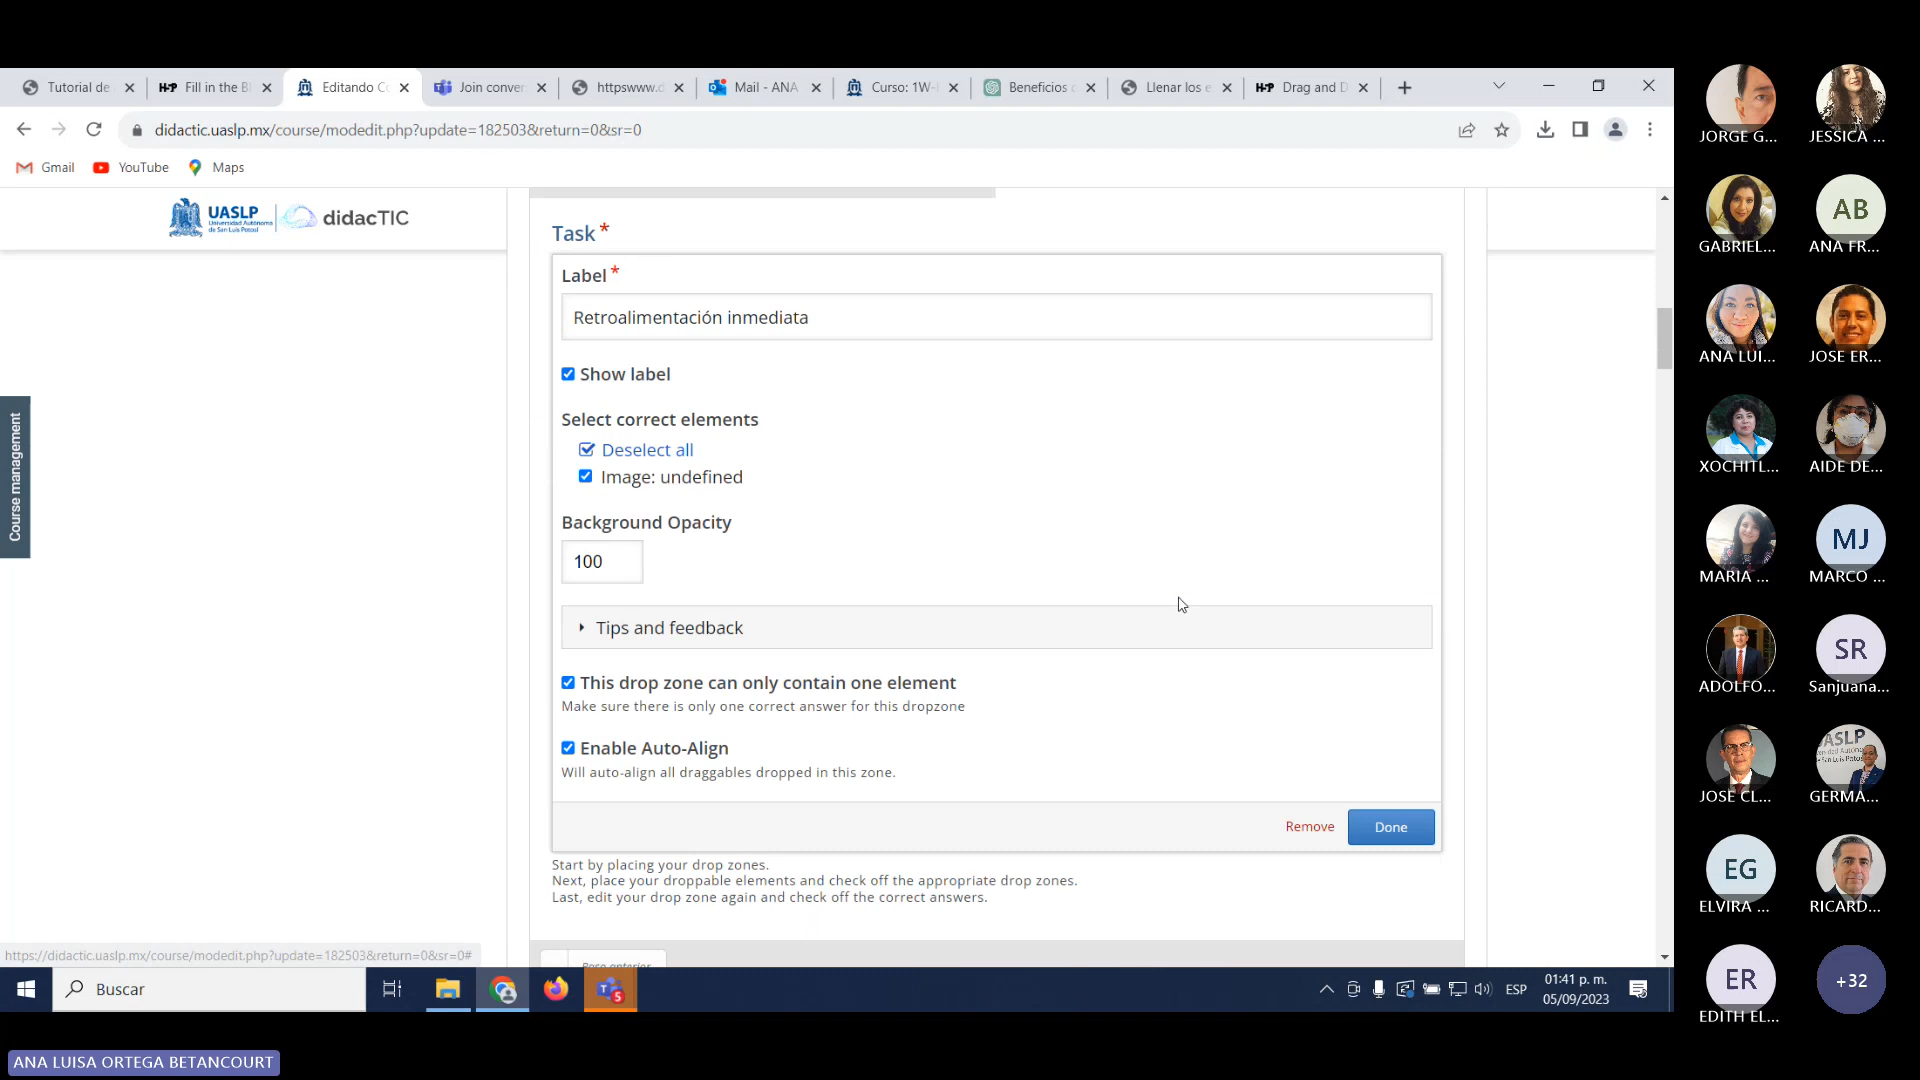 Tutorial de
H-P Fill in the B
Editando Co
Join conver
httpswww.d
Mail - ANA
Curso: 1W-
Beneficios d
Llenar los e
H-P Drag and D
didactic.uaslp.mx/course/modedit.php?update=182503&return=0&sr=0
Gmail
YouTube
Maps
UASLP
Universidad Autónoma
de San Luis Potosí
didacTIC
Course management
Task *
Label *
Retroalimentación inmediata
Show label
Select correct elements
Deselect all
Image: undefined
Background Opacity
100
Tips and feedback
This drop zone can only contain one element
Make sure there is only one correct answer for this dropzone
Enable Auto-Align
Will auto-align all draggables dropped in this zone.
Remove
Done
Start by placing your drop zones.
Next, place your droppable elements and check off the appropriate drop zones.
Last, edit your drop zone again and check off the correct answers.
https://didactic.uaslp.mx/course/modedit.php?update=182503&return=0&sr=0#
Buscar
5
ESP
01:41 p. m.
05/09/2023
JORGE G...
JESSICA ...
GABRIEL...
AB
ANA FR...
ANA LUI...
JOSE ER...
XOCHITL...
AIDE DE...
MARIA ...
MJ
MARCO ...
ADOLFO...
SR
Sanjuana...
JOSE CL...
GERMA...
EG
ELVIRA ...
RICARD...
ER
EDITH EL...
+32
ANA LUISA ORTEGA BETANCOURT